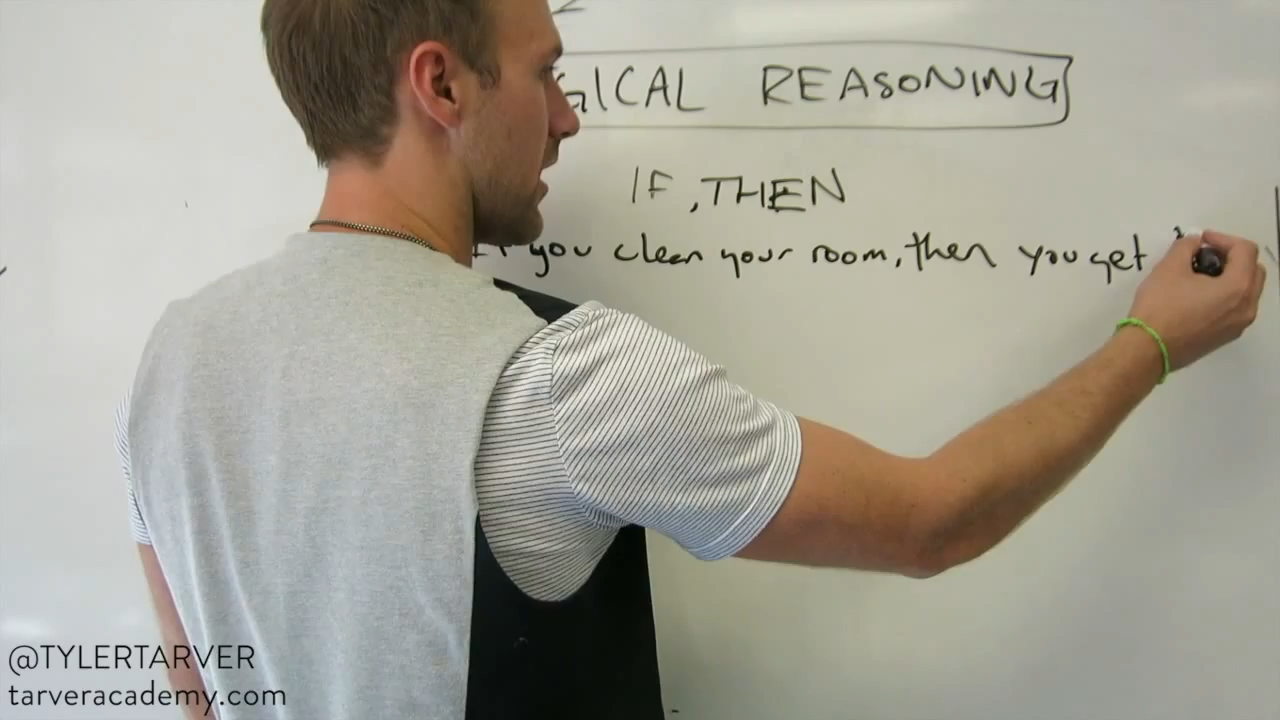 GICAL REASONING
IF, THEN
If you clean your room, then you get
@TYLERTARVER
tarveracademy.com